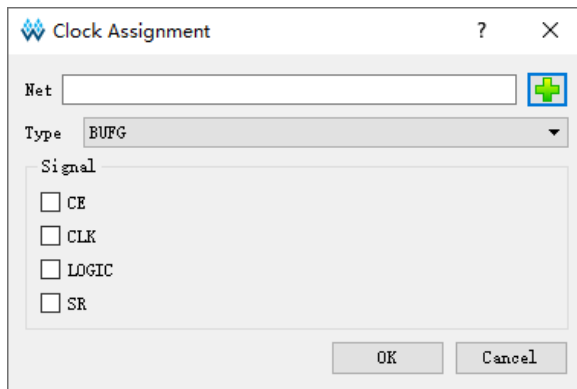 Clock Assignment ?
Net
Type BUFG
Signal
CE
CLK
LOGIC
SR
OK Cancel